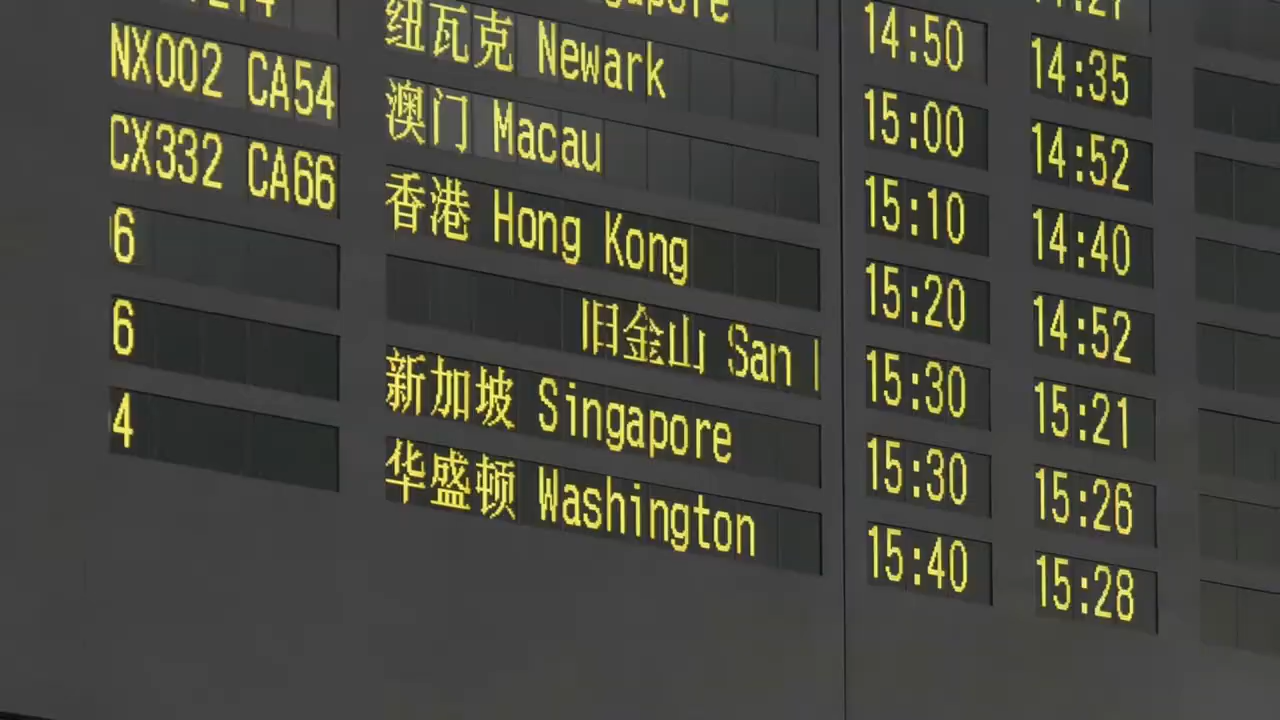 14:50 14:35
纽瓦克 Newark 15:00 14:52
NX002 CA54 澳门 Macau 15:10 14:40
CX332 CA66 香港 Hong Kong 15:20 14:52
6 旧金山 San 15:30 15:21
6 新加坡 Singapore 15:30 15:26
4 华盛顿 Washington 15:40 15:28